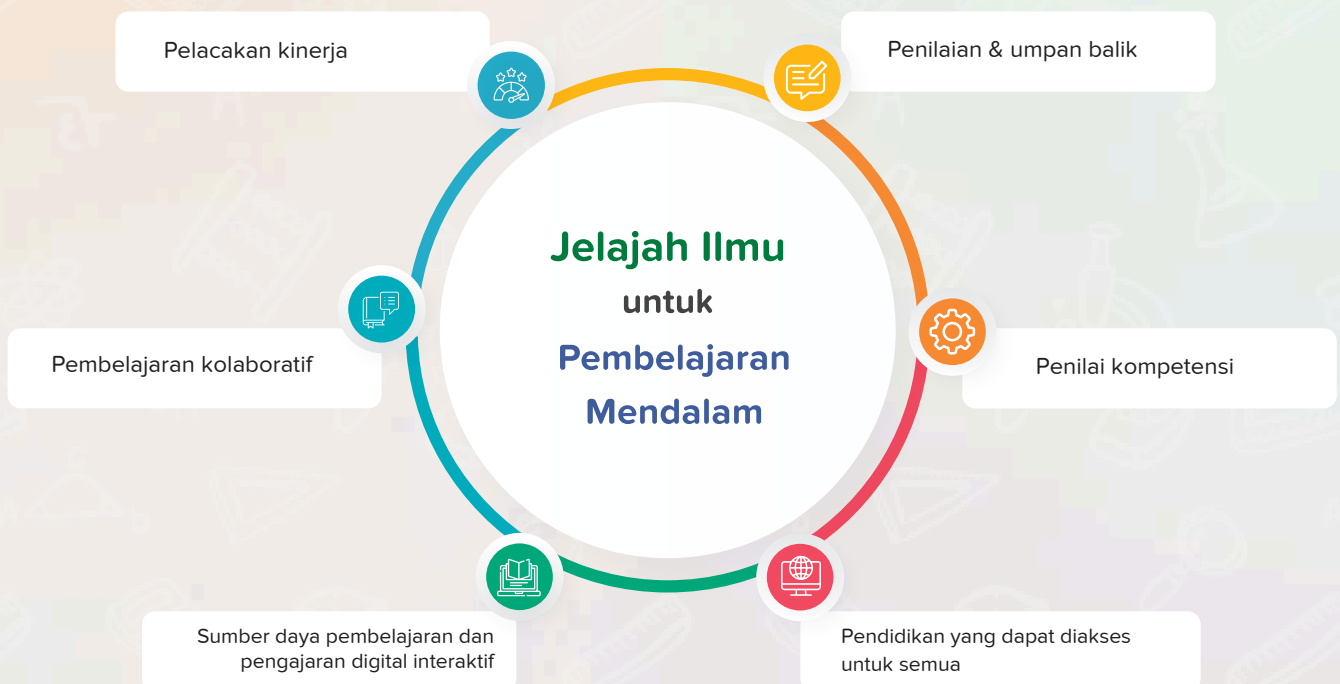 Pelacakan kinerja
Penilaian & umpan balik
Jelajah Ilmu
untuk
Pembelajaran
Mendalam
Pembelajaran kolaboratif
Penilai kompetensi
Sumber daya pembelajaran dan
pengajaran digital interaktif
Pendidikan yang dapat diakses
untuk semua